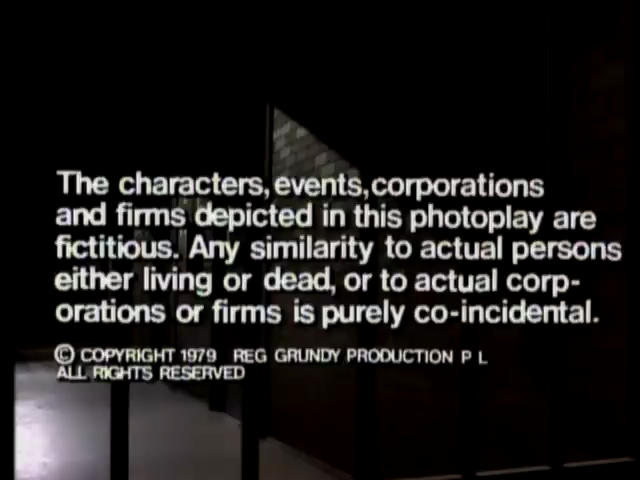 The characters, events, corporations
and firms depicted in this photoplay are
fictitious. Any similarity to actual persons
either living or dead, or to actual corp-
orations or firms is purely co-incidental.
© COPYRIGHT 1979 REG GRUNDY PRODUCTION P L
ALL RIGHTS RESERVED